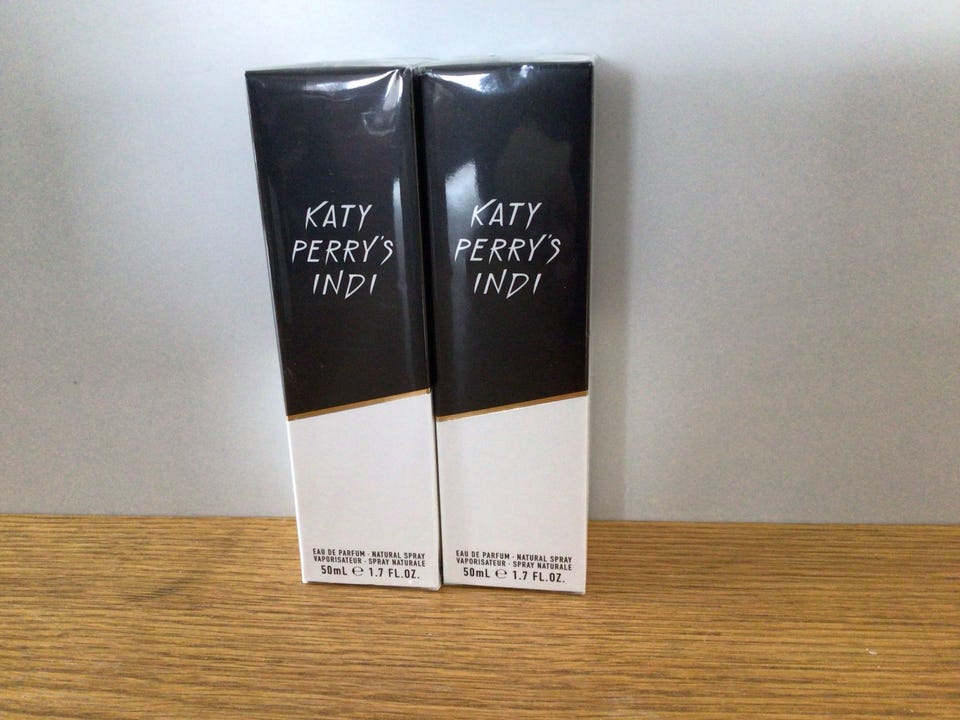 KATY
PERRY'S
INDI
EAU DE PARFUM · NATURAL SPRAY
VAPORISATEUR · SPRAY NATURALE
50mL ℮ 1.7 FL.OZ.
KATY
PERRY'S
INDI
EAU DE PARFUM · NATURAL SPRAY
VAPORISATEUR · SPRAY NATURALE
50mL ℮ 1.7 FL.OZ.